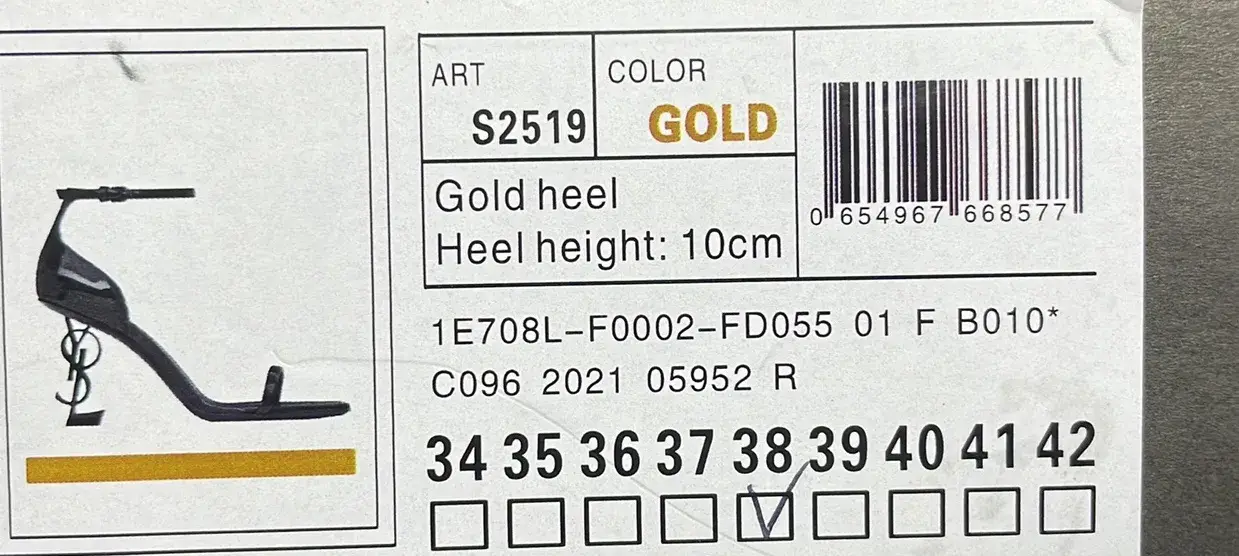 ART
S2519
COLOR
GOLD
Gold heel
Heel height: 10cm
0 654967 668577
1E708L-F0002-FD055 01 F B010*
C096 2021 05952 R
34 35 36 37 38 39 40 41 42
YSL